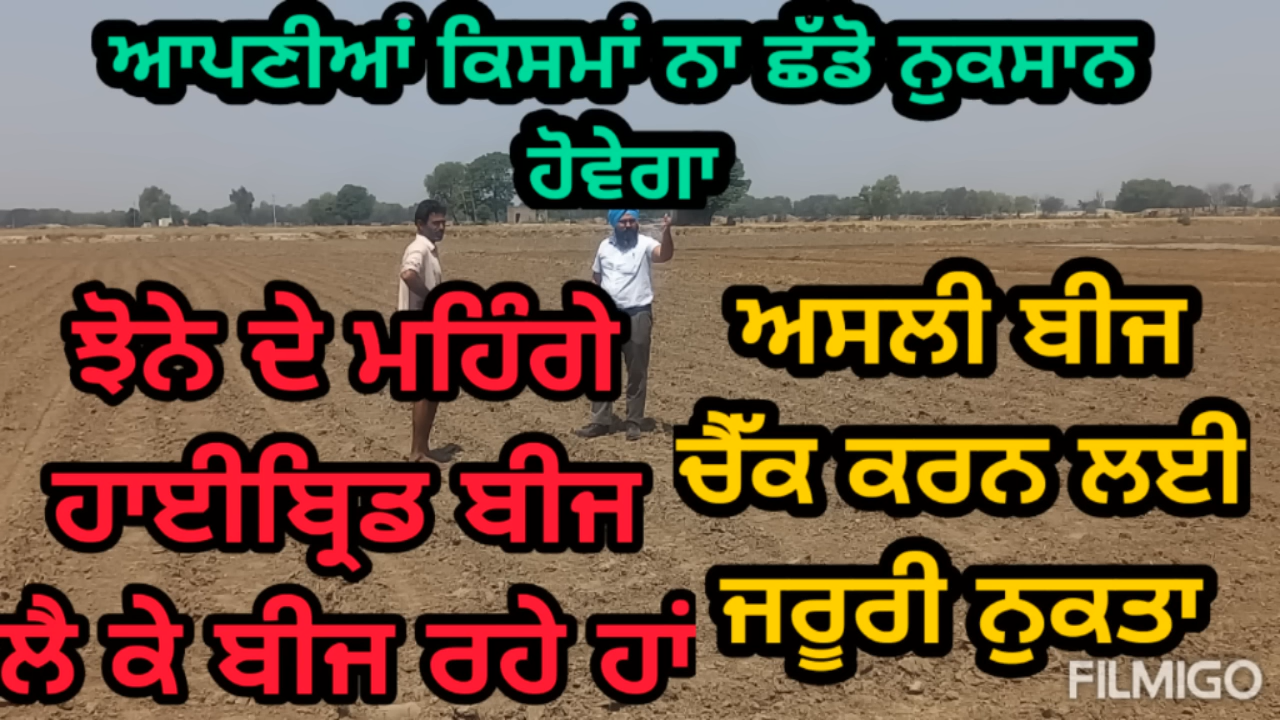 ਆਪਣੀਆਂ ਕਿਸਮਾਂ ਨਾ ਛੱਡੋ ਨੁਕਸਾਨ
ਹੋਵੇਗਾ
ਝੋਨੇ ਦੇ ਮਹਿੰਗੇ
ਹਾਈਬ੍ਰਿਡ ਬੀਜ
ਲੈ ਕੇ ਬੀਜ ਰਹੇ ਹਾਂ
ਅਸਲੀ ਬੀਜ
ਚੈੱਕ ਕਰਨ ਲਈ
ਜਰੂਰੀ ਨੁਕਤਾ
FILMIGO